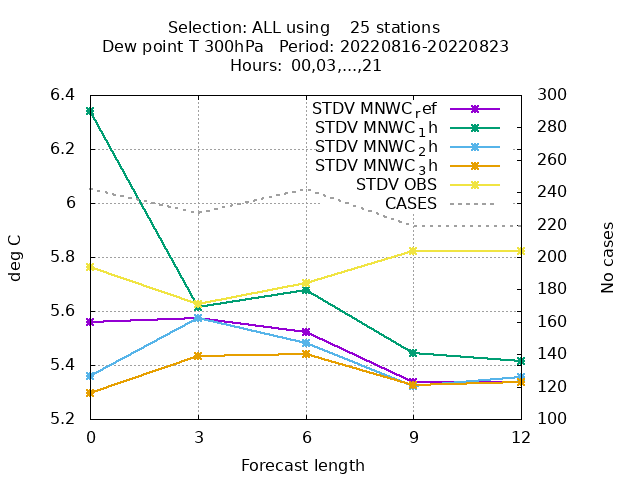 Selection: ALL using    25 stations
Dew point T 300hPa   Period: 20220816-20220823
Hours: 00,03,...,21
6.4
6.2
6
5.8
5.6
5.4
5.2
deg C
300
280
260
240
220
200
180
160
140
120
100
No cases
STDV MNWC_ref
STDV MNWC_1h
STDV MNWC_2h
STDV MNWC_3h
STDV OBS
CASES
0 3 6 9 12
Forecast length